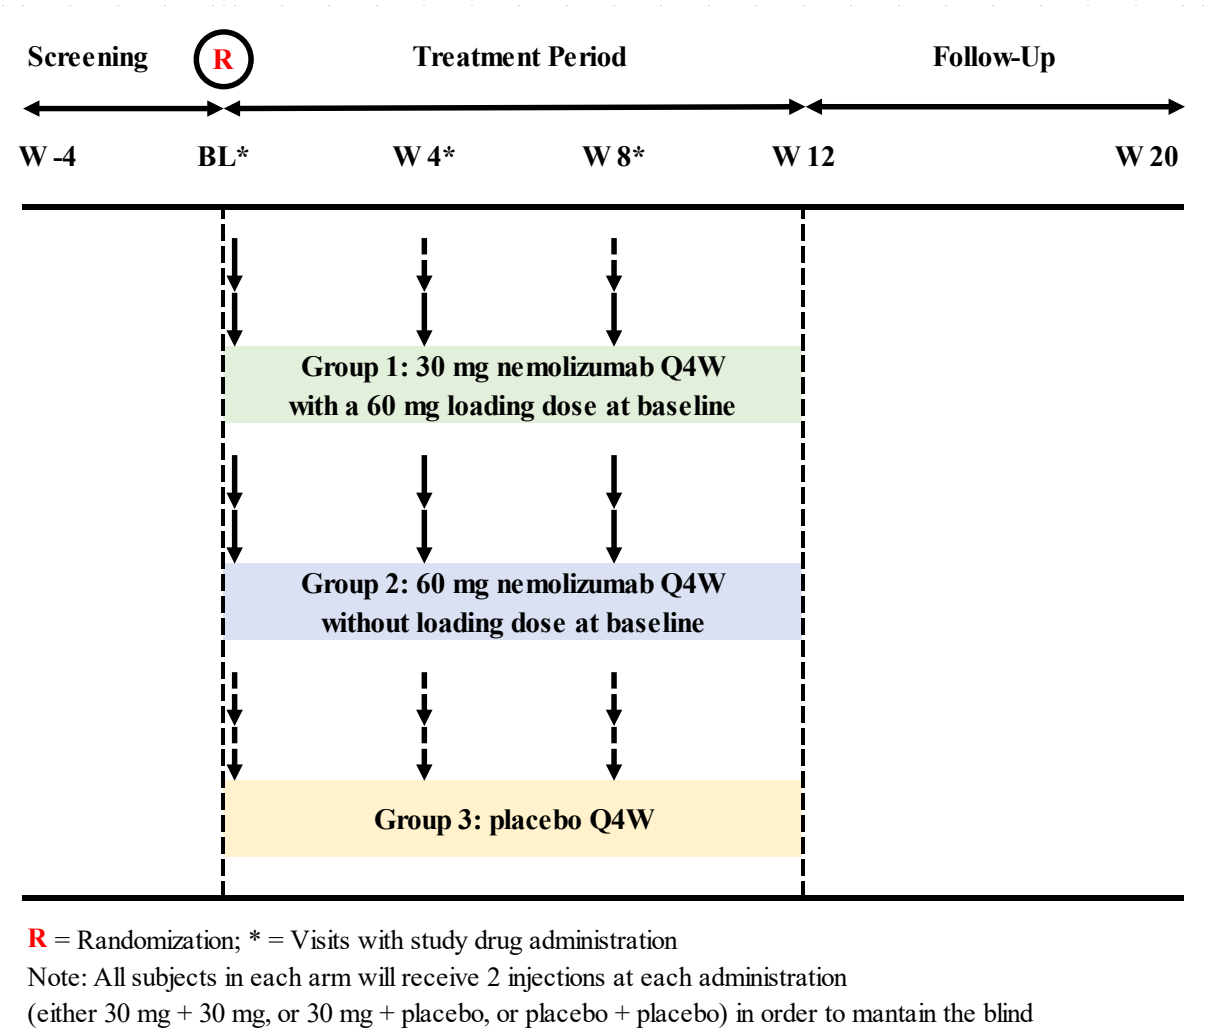 Screening R Treatment Period Follow-Up
W -4 BL* W 4* W 8* W 12 W 20
Group 1: 30 mg nemolizumab Q4W
with a 60 mg loading dose at baseline
Group 2: 60 mg nemolizumab Q4W
without loading dose at baseline
Group 3: placebo Q4W
R = Randomization; * = Visits with study drug administration
Note: All subjects in each arm will receive 2 injections at each administration
(either 30 mg + 30 mg, or 30 mg + placebo, or placebo + placebo) in order to mantain the blind